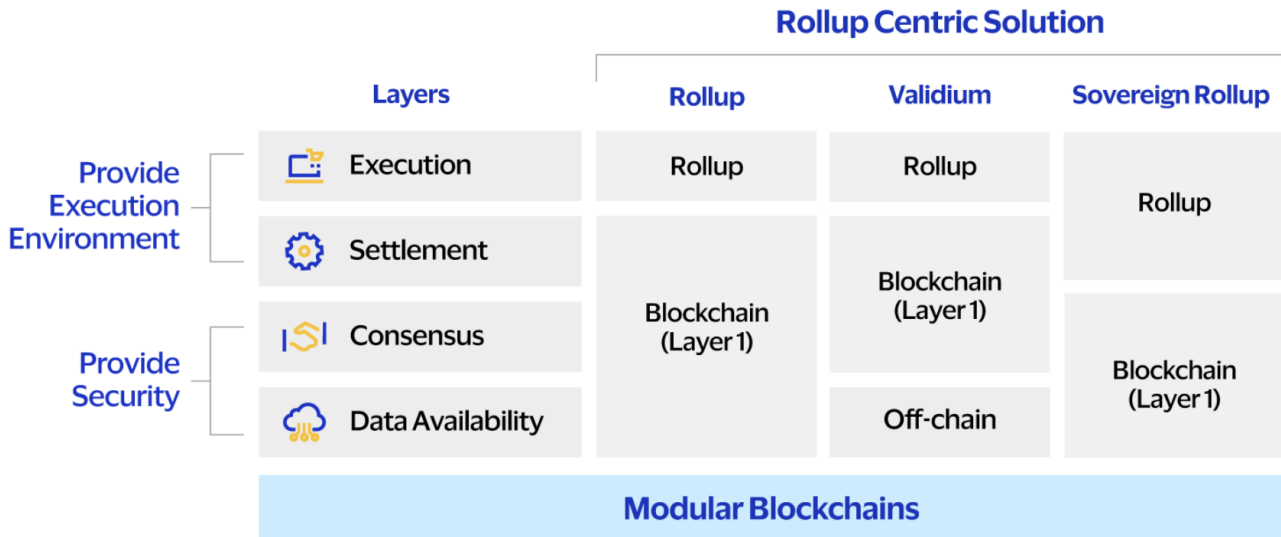 Rollup Centric Solution
Layers
Rollup
Validium
Sovereign Rollup
Provide
Execution
Environment
Execution
Rollup
Rollup
Rollup
Settlement
Blockchain
(Layer 1)
Blockchain
(Layer 1)
Provide
Security
Consensus
Blockchain
(Layer 1)
Data Availability
Off-chain
Modular Blockchains